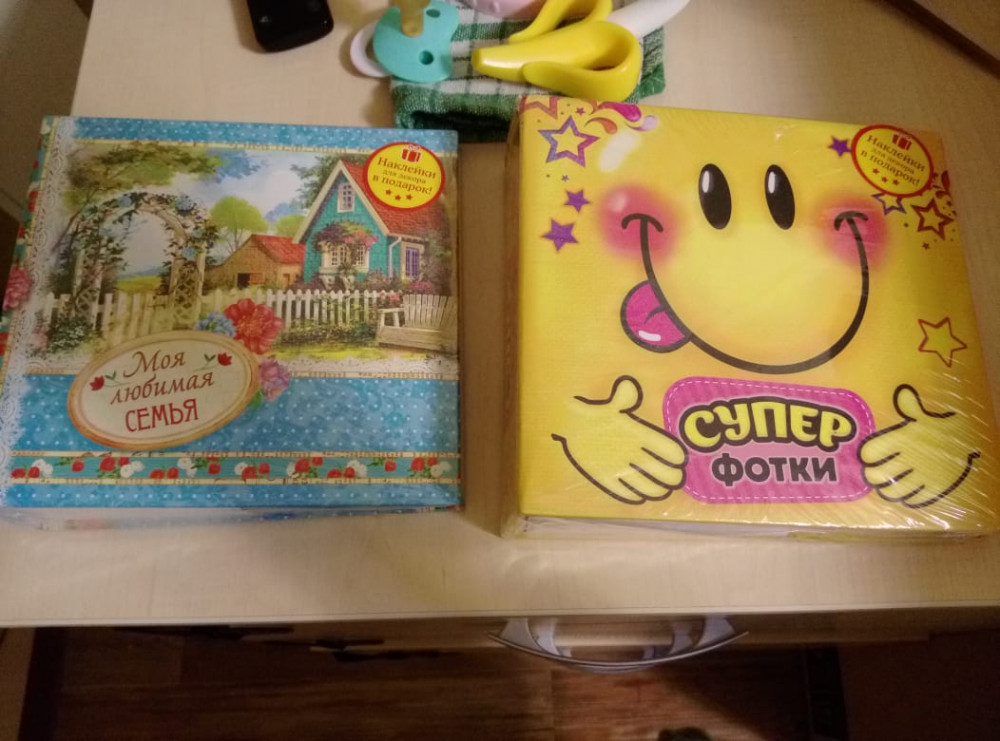 Наклейки
для декора
в подарок!
Моя
любимая
СЕМЬЯ
Наклейки
для декора
в подарок!
СУПЕР
ФОТКИ